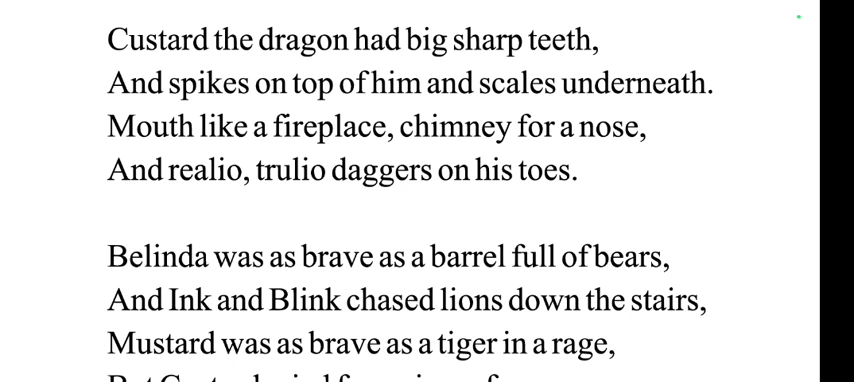 Custard the dragon had big sharp teeth,
And spikes on top of him and scales underneath.
Mouth like a fireplace, chimney for a nose,
And realio, trulio daggers on his toes.
Belinda was as brave as a barrel full of bears,
And Ink and Blink chased lions down the stairs,
Mustard was as brave as a tiger in a rage,